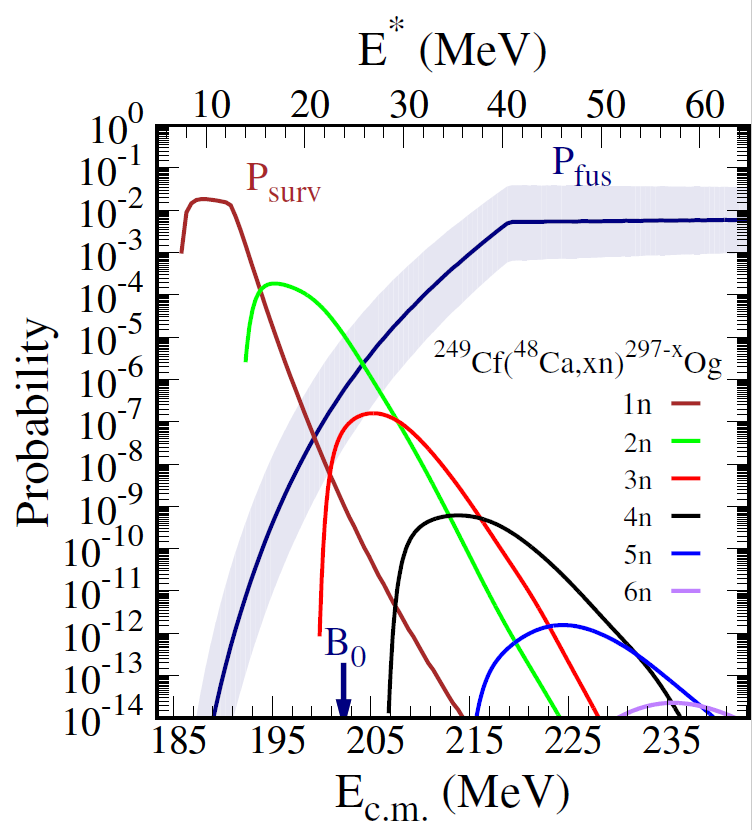 E* (MeV)
10 20 30 40 50 60
10⁰
10⁻¹
10⁻²
10⁻³
10⁻⁴
10⁻⁵
10⁻⁶
10⁻⁷
10⁻⁸
10⁻⁹
10⁻¹⁰
10⁻¹¹
10⁻¹²
10⁻¹³
10⁻¹⁴
Probability
P_surv
P_fus
²⁴⁹Cf(⁴⁸Ca,xn)²⁹⁷⁻ˣOg
1n
2n
3n
4n
5n
6n
B₀
185 195 205 215 225 235
E_c.m. (MeV)